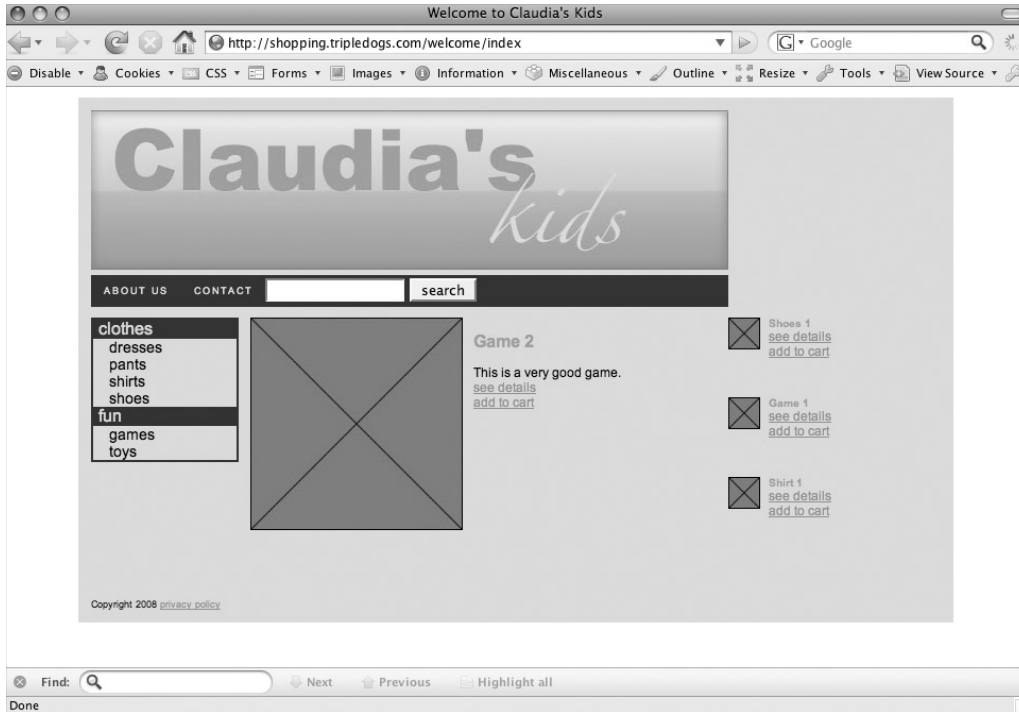 Welcome to Claudia's Kids
http://shopping.tripledogs.com/welcome/index
Google
Disable Cookies CSS Forms Images Information Miscellaneous Outline Resize Tools View Source
Claudia's
kids
ABOUT US CONTACT search
clothes
dresses
pants
shirts
shoes
fun
games
toys
Game 2
This is a very good game.
see details
add to cart
Shoes 1
see details
add to cart
Game 1
see details
add to cart
Shirt 1
see details
add to cart
Copyright 2008 privacy policy
Find: Next Previous Highlight all
Done